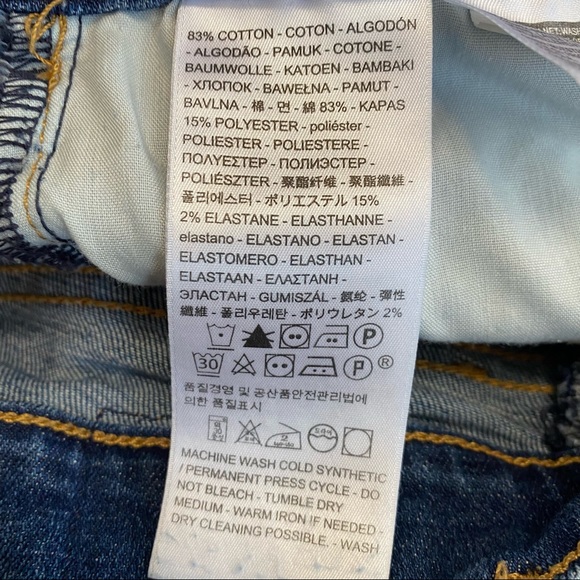 83% COTTON - COTON - ALGODÓN
- ALGODÃO - PAMUK - COTONE -
BAUMWOLLE - KATOEN - BAMBAKI
- ХЛОПОК - BAWEŁNA - PAMUT -
BAVLNA - 棉 - 면 - 綿 83% - KAPAS
15% POLYESTER - poliéster -
POLIESTER - POLIESTERE -
ΠΟΛΥΕΣΤΕΡ - ПОЛИЭСТЕР -
POLIÉSZTER - 聚酯纤维 - 聚酯纖維 -
폴리에스터 - ポリエステル 15%
2% ELASTANE - ELASTHANNE -
elastano - ELASTANO - ELASTAN -
ELASTOMERO - ELASTHAN -
ELASTAAN - ΕΛΑΣΤΑΝΗ -
ЭЛАСТАН - GUMISZÁL - 氨纶 - 彈性
纖維 - 폴리우레탄 - ポリウレタン 2%
P
30 P ®
품질경영 및 공산품안전관리법에
의한 품질표시
MACHINE WASH COLD SYNTHETIC
/ PERMANENT PRESS CYCLE - DO
NOT BLEACH - TUMBLE DRY
MEDIUM - WARM IRON IF NEEDED -
DRY CLEANING POSSIBLE. - WASH